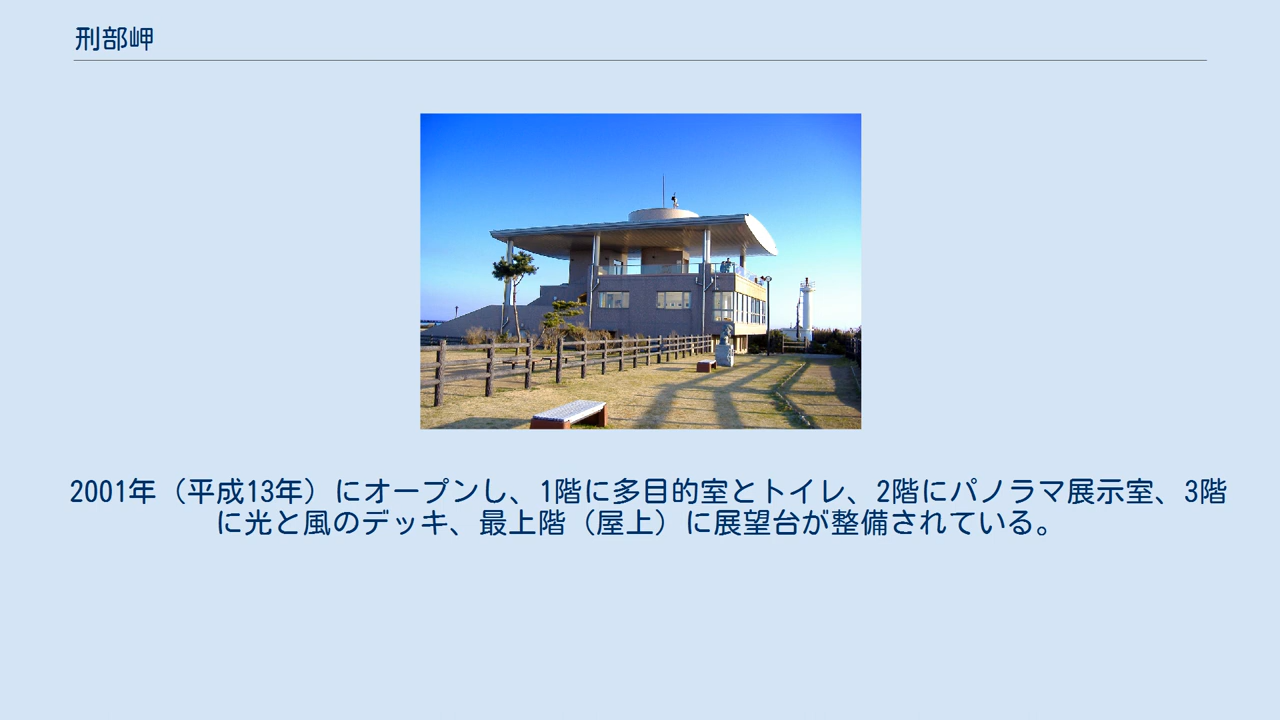 刑部岬
2001年（平成13年）にオープンし、1階に多目的室とトイレ、2階にパノラマ展示室、3階
に光と風のデッキ、最上階（屋上）に展望台が整備されている。